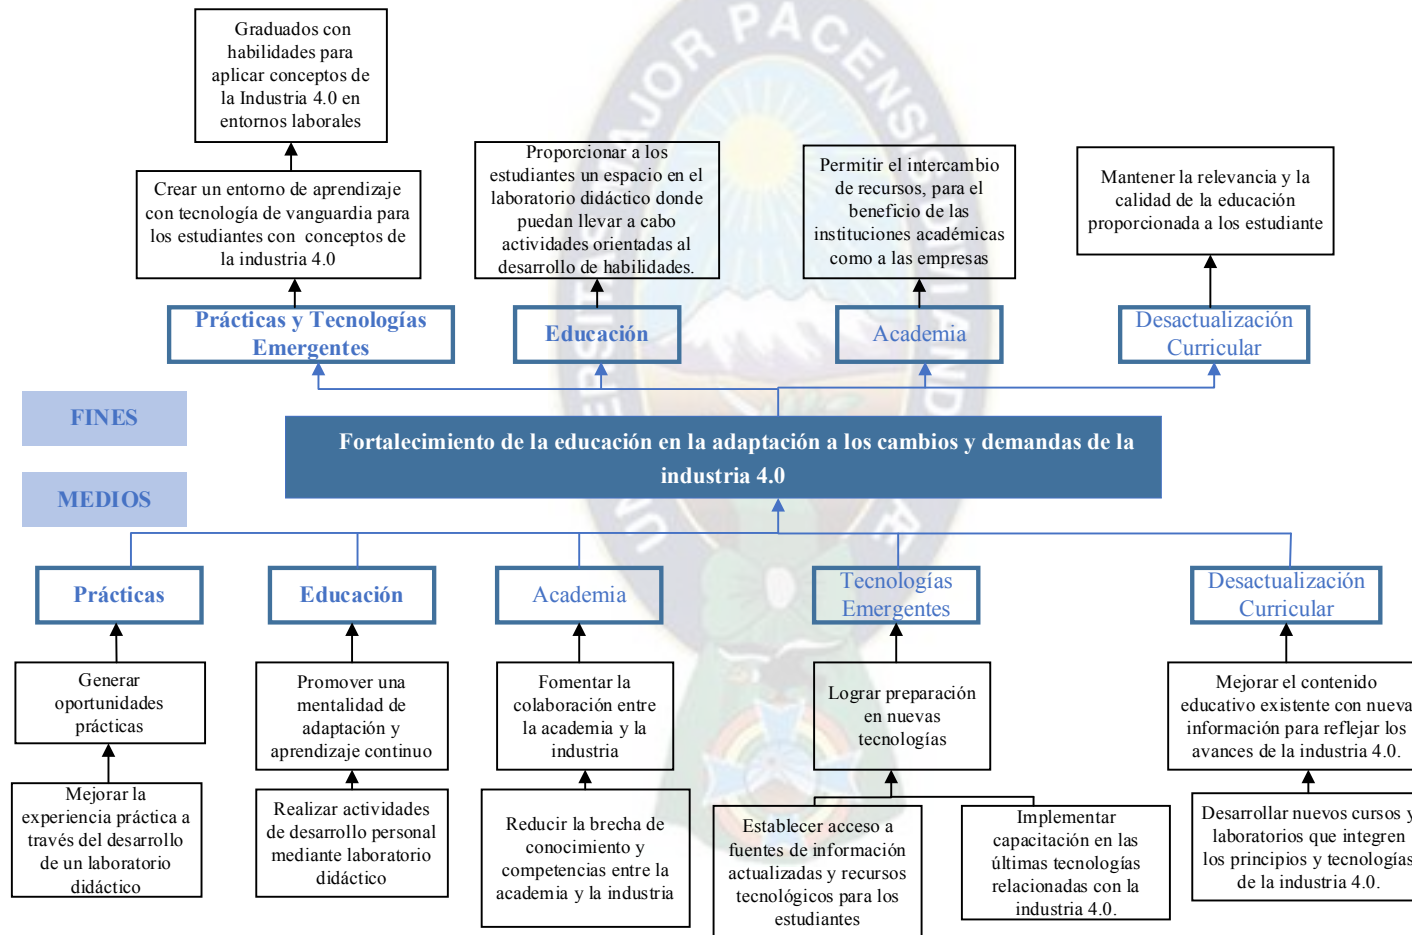 Graduados con
habilidades para
aplicar conceptos de
la Industria 4.0 en
entornos laborales
Crear un entorno de aprendizaje
con tecnología de vanguardia para
los estudiantes con conceptos de
la industria 4.0
Proporcionar a los
estudiantes un espacio en el
laboratorio didáctico donde
puedan llevar a cabo
actividades orientadas al
desarrollo de habilidades.
Permitir el intercambio
de recursos, para el
beneficio de las
instituciones académicas
como a las empresas
Mantener la relevancia y la
calidad de la educación
proporcionada a los estudiante
Prácticas y Tecnologías
Emergentes
Educación
Academia
Desactualización
Curricular
FINES
Fortalecimiento de la educación en la adaptación a los cambios y demandas de la
industria 4.0
MEDIOS
Prácticas
Educación
Academia
Tecnologías
Emergentes
Desactualización
Curricular
Generar
oportunidades
prácticas
Promover una
mentalidad de
adaptación y
aprendizaje continuo
Fomentar la
colaboración entre
la academia y la
industria
Lograr preparación
en nuevas
tecnologías
Mejorar el contenido
educativo existente con nueva
información para reflejar los
avances de la industria 4.0.
Mejorar la
experiencia práctica a
través del desarrollo
de un laboratorio
didáctico
Realizar actividades
de desarrollo personal
mediante laboratorio
didáctico
Reducir la brecha de
conocimiento y
competencias entre la
academia y la industria
Establecer acceso a
fuentes de información
actualizadas y recursos
tecnológicos para los
estudiantes
Implementar
capacitación en las
últimas tecnologías
relacionadas con la
industria 4.0.
Desarrollar nuevos cursos y
laboratorios que integren
los principios y tecnologías
de la industria 4.0.